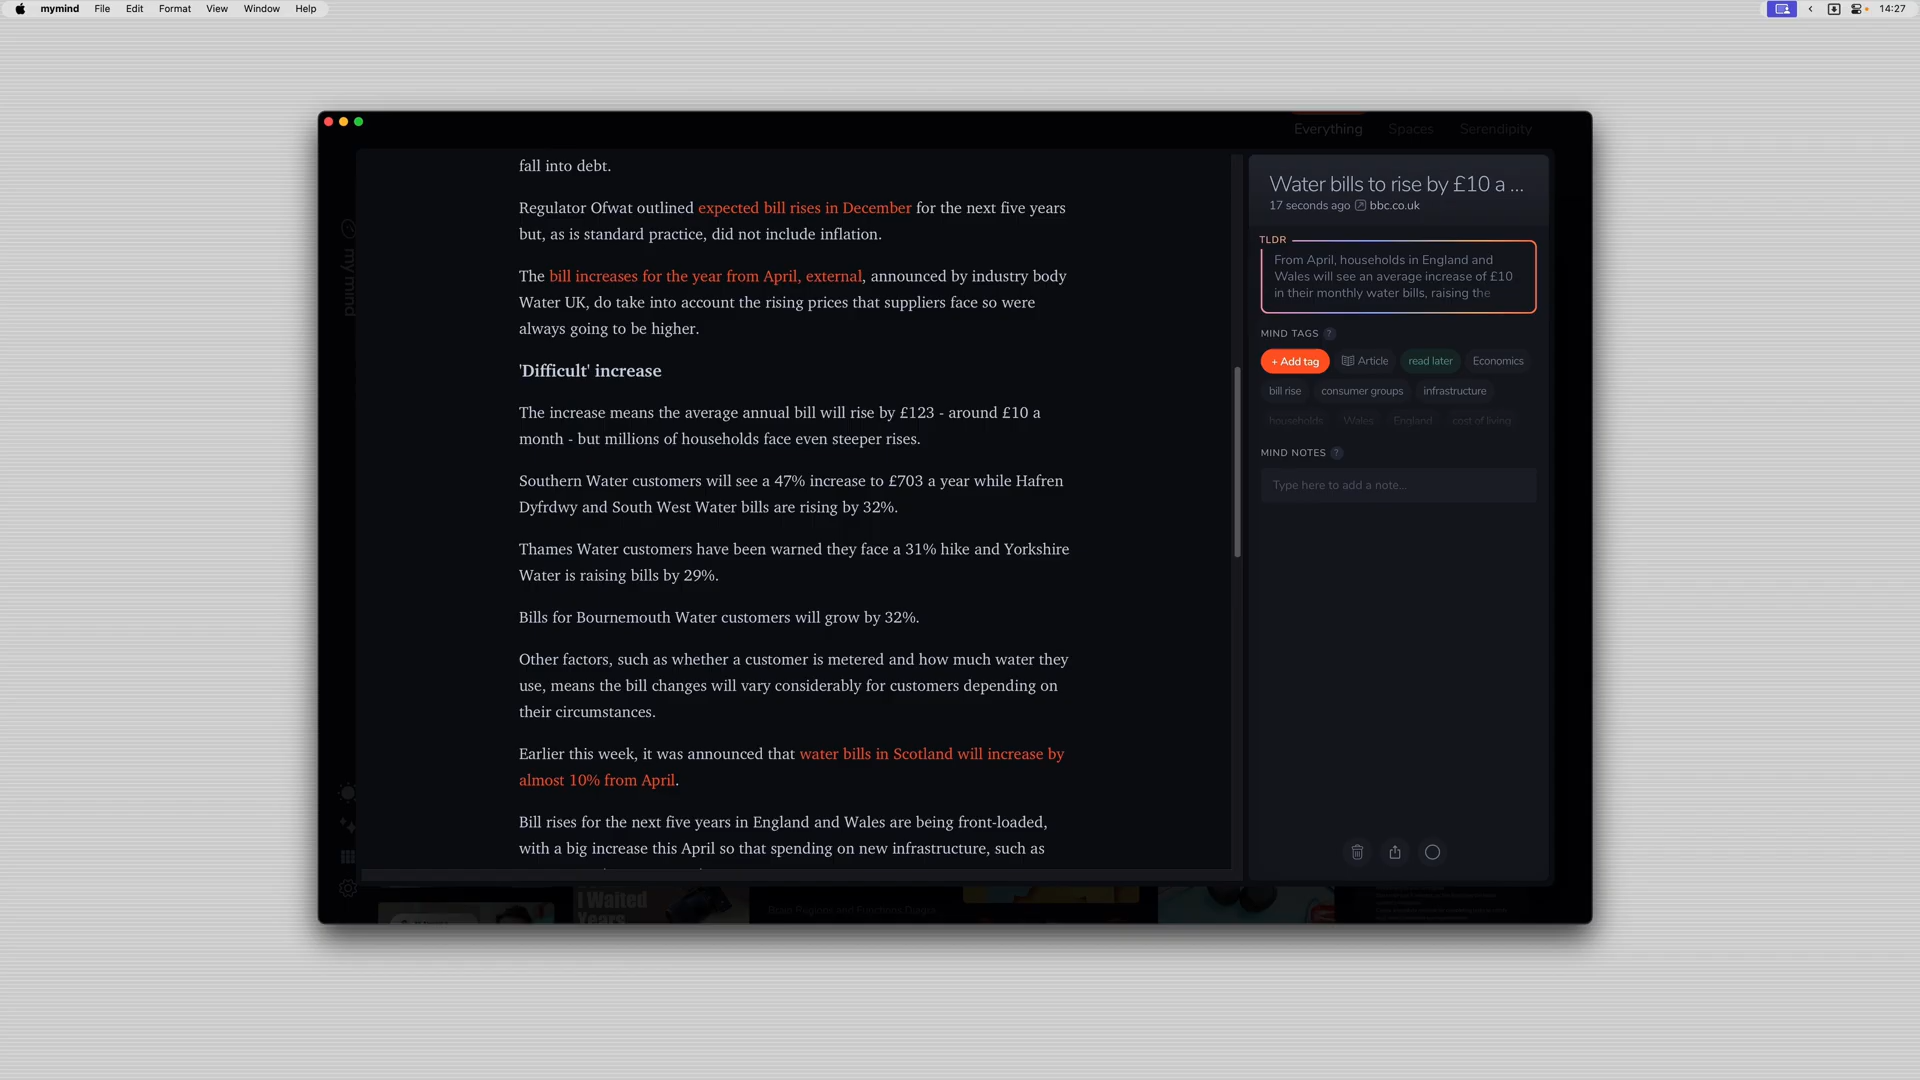 mymind File Edit Format View Window Help
14:27
Everything Spaces Serendipity
my mind
fall into debt.
Regulator Ofwat outlined expected bill rises in December for the next five years
but, as is standard practice, did not include inflation.
The bill increases for the year from April, external, announced by industry body
Water UK, do take into account the rising prices that suppliers face so were
always going to be higher.
'Difficult' increase
The increase means the average annual bill will rise by £123 - around £10 a
month - but millions of households face even steeper rises.
Southern Water customers will see a 47% increase to £703 a year while Hafren
Dyfrdwy and South West Water bills are rising by 32%.
Thames Water customers have been warned they face a 31% hike and Yorkshire
Water is raising bills by 29%.
Bills for Bournemouth Water customers will grow by 32%.
Other factors, such as whether a customer is metered and how much water they
use, means the bill changes will vary considerably for customers depending on
their circumstances.
Earlier this week, it was announced that water bills in Scotland will increase by
almost 10% from April.
Bill rises for the next five years in England and Wales are being front-loaded,
with a big increase this April so that spending on new infrastructure, such as
Water bills to rise by £10 a ...
17 seconds ago bbc.co.uk
TLDR
From April, households in England and
Wales will see an average increase of £10
in their monthly water bills, raising the
MIND TAGS ?
+ Add tag Article read later Economics
bill rise consumer groups infrastructure
households Wales England cost of living
MIND NOTES ?
Type here to add a note...
I Waited
Years
Brain Regions and Functions